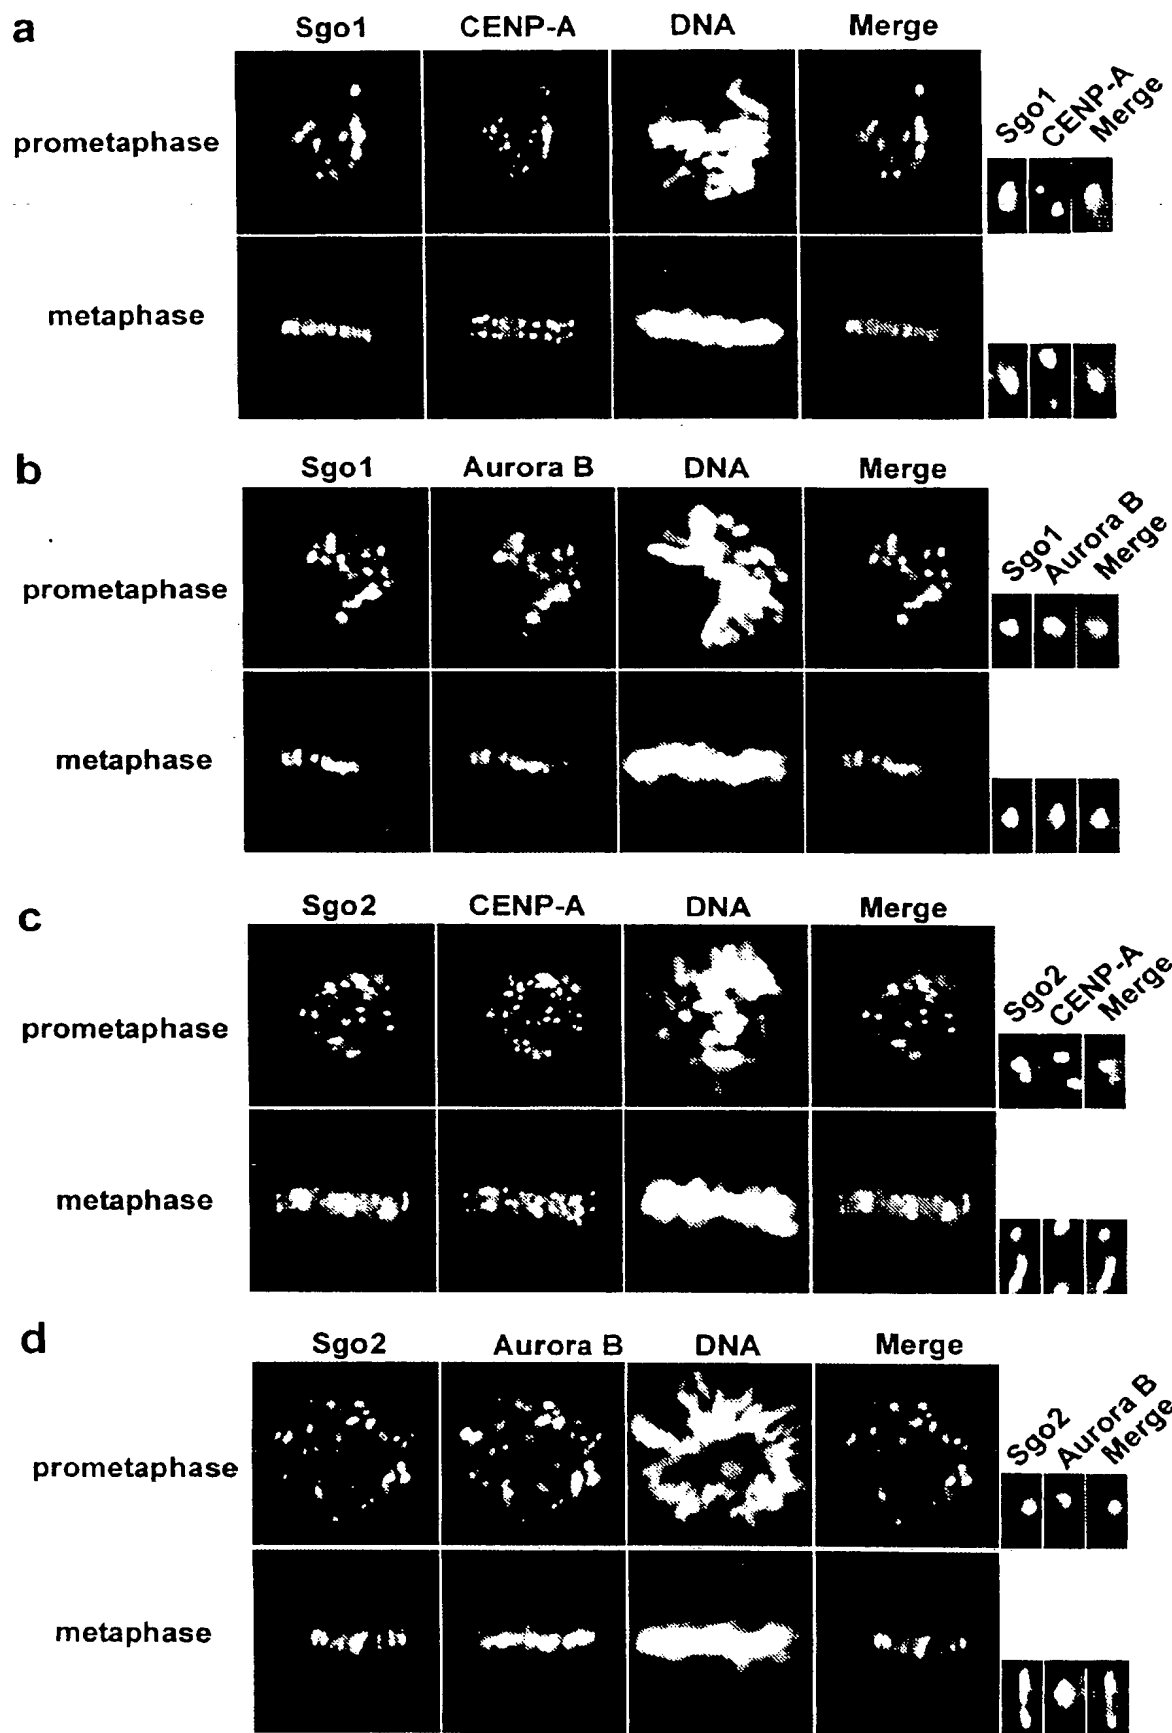 a
Sgo1 CENP-A DNA Merge
Sgo1 CENP-A Merge
prometaphase
metaphase
b
Sgo1 Aurora B DNA Merge
Sgo1 Aurora B Merge
prometaphase
metaphase
c
Sgo2 CENP-A DNA Merge
Sgo2 CENP-A Merge
prometaphase
metaphase
d
Sgo2 Aurora B DNA Merge
Sgo2 Aurora B Merge
prometaphase
metaphase